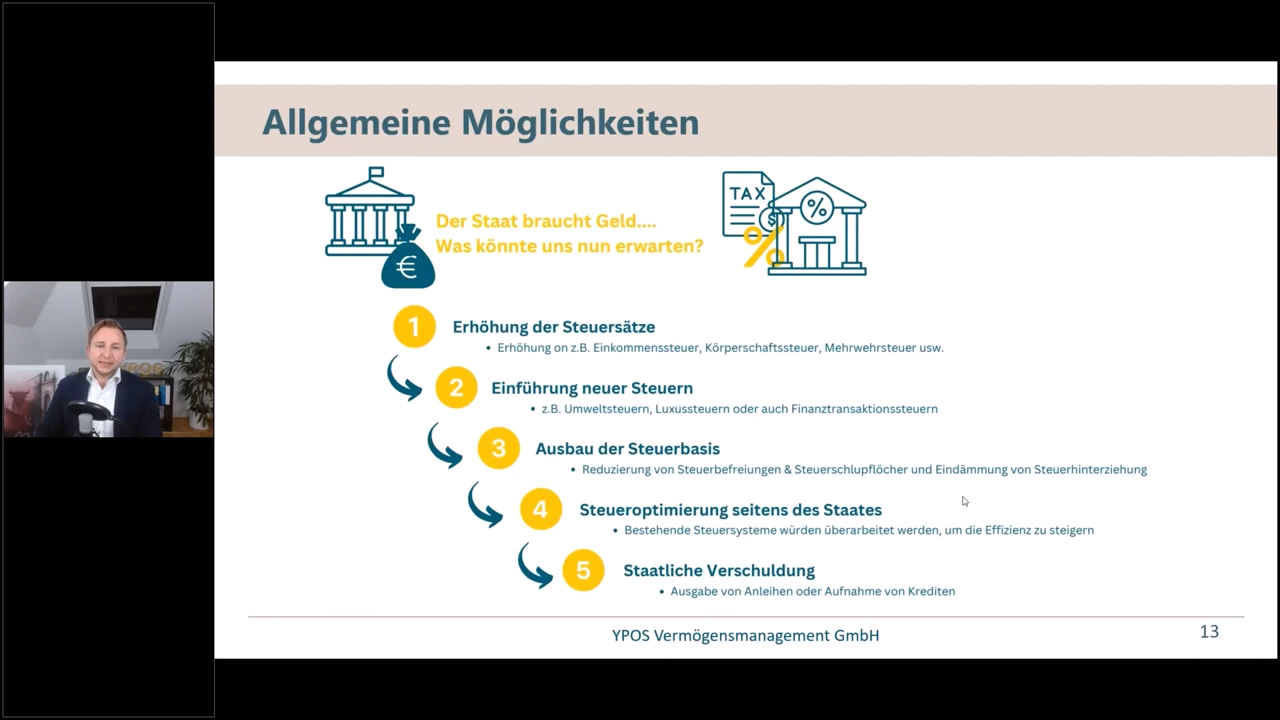 Allgemeine Möglichkeiten
TAX
$
%
%
€
Der Staat braucht Geld....
Was könnte uns nun erwarten?
1
Erhöhung der Steuersätze
• Erhöhung on z.B. Einkommenssteuer, Körperschaftssteuer, Mehrwehrsteuer usw.
2
Einführung neuer Steuern
• z.B. Umweltsteuern, Luxussteuern oder auch Finanztransaktionssteuern
3
Ausbau der Steuerbasis
• Reduzierung von Steuerbefreiungen & Steuerschlupflöcher und Eindämmung von Steuerhinterziehung
4
Steueroptimierung seitens des Staates
• Bestehende Steuersysteme würden überarbeitet werden, um die Effizienz zu steigern
5
Staatliche Verschuldung
• Ausgabe von Anleihen oder Aufnahme von Krediten
YPOS Vermögensmanagement GmbH
13